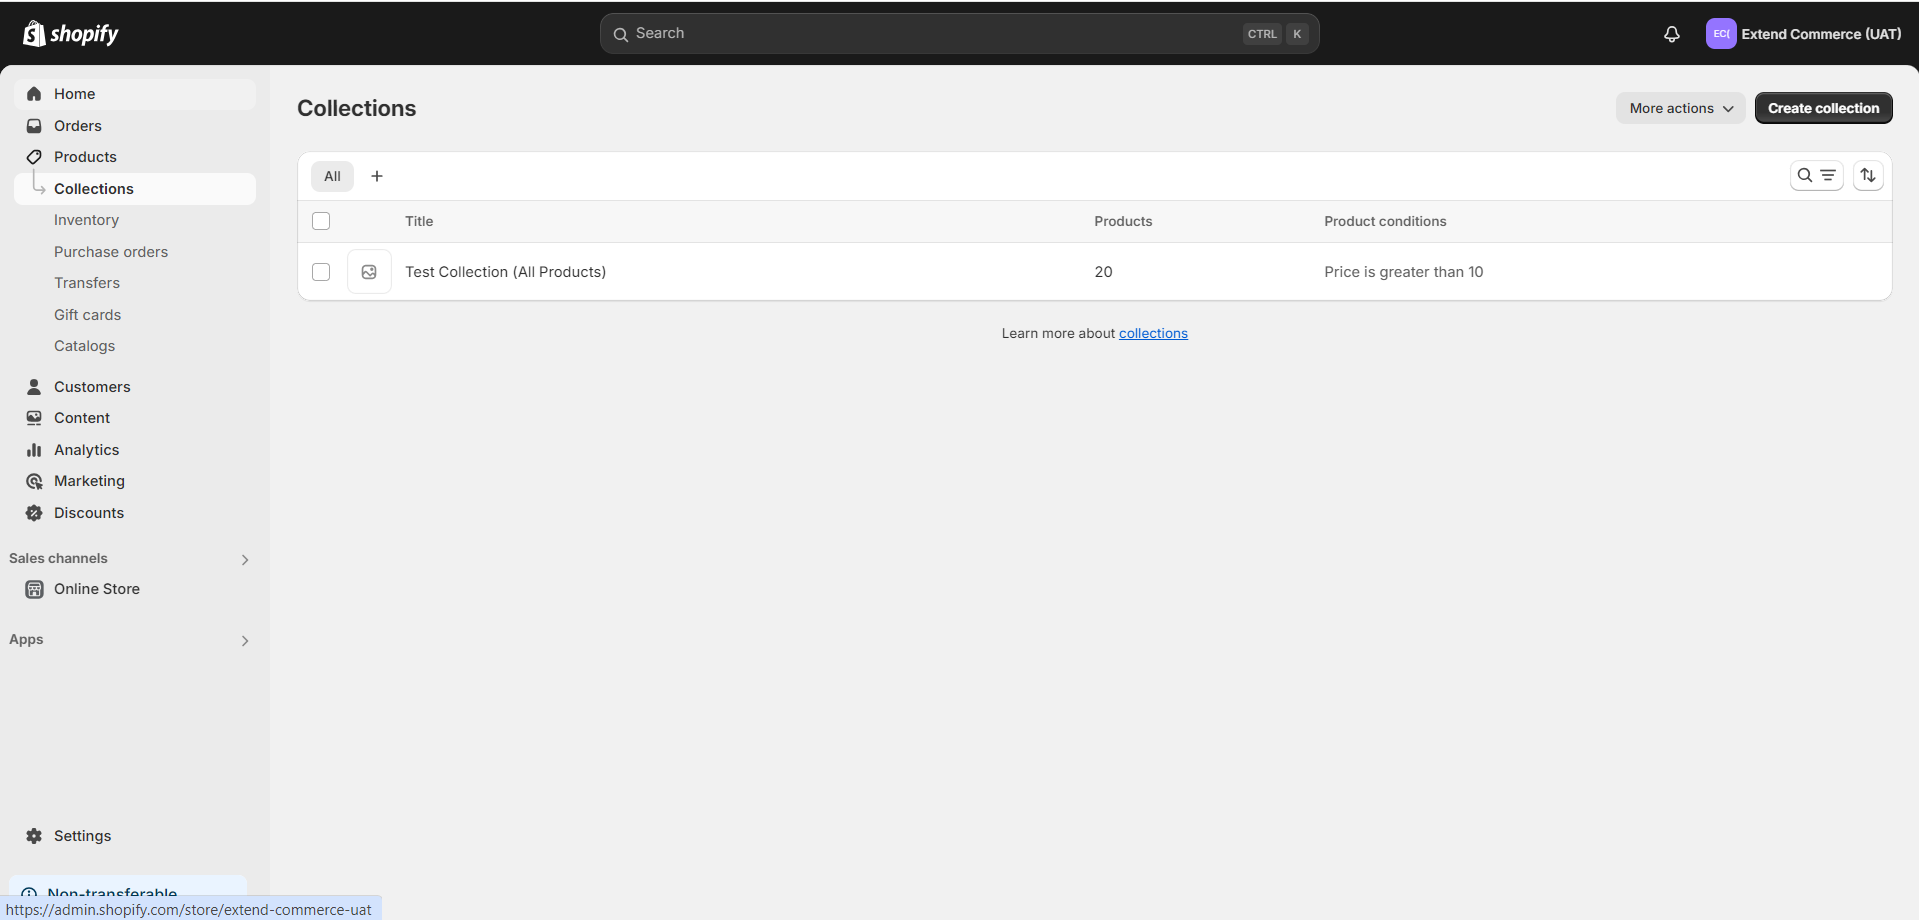 shopify
Search
CTRL K
EC(
Extend Commerce (UAT)
Home
Orders
Products
Collections
Inventory
Purchase orders
Transfers
Gift cards
Catalogs
Customers
Content
Analytics
Marketing
Discounts
Sales channels
Online Store
Apps
Settings
Non-transferable
https://admin.shopify.com/store/extend-commerce-uat
Collections
More actions
Create collection
All
Title Products Product conditions
Test Collection (All Products) 20 Price is greater than 10
Learn more about collections